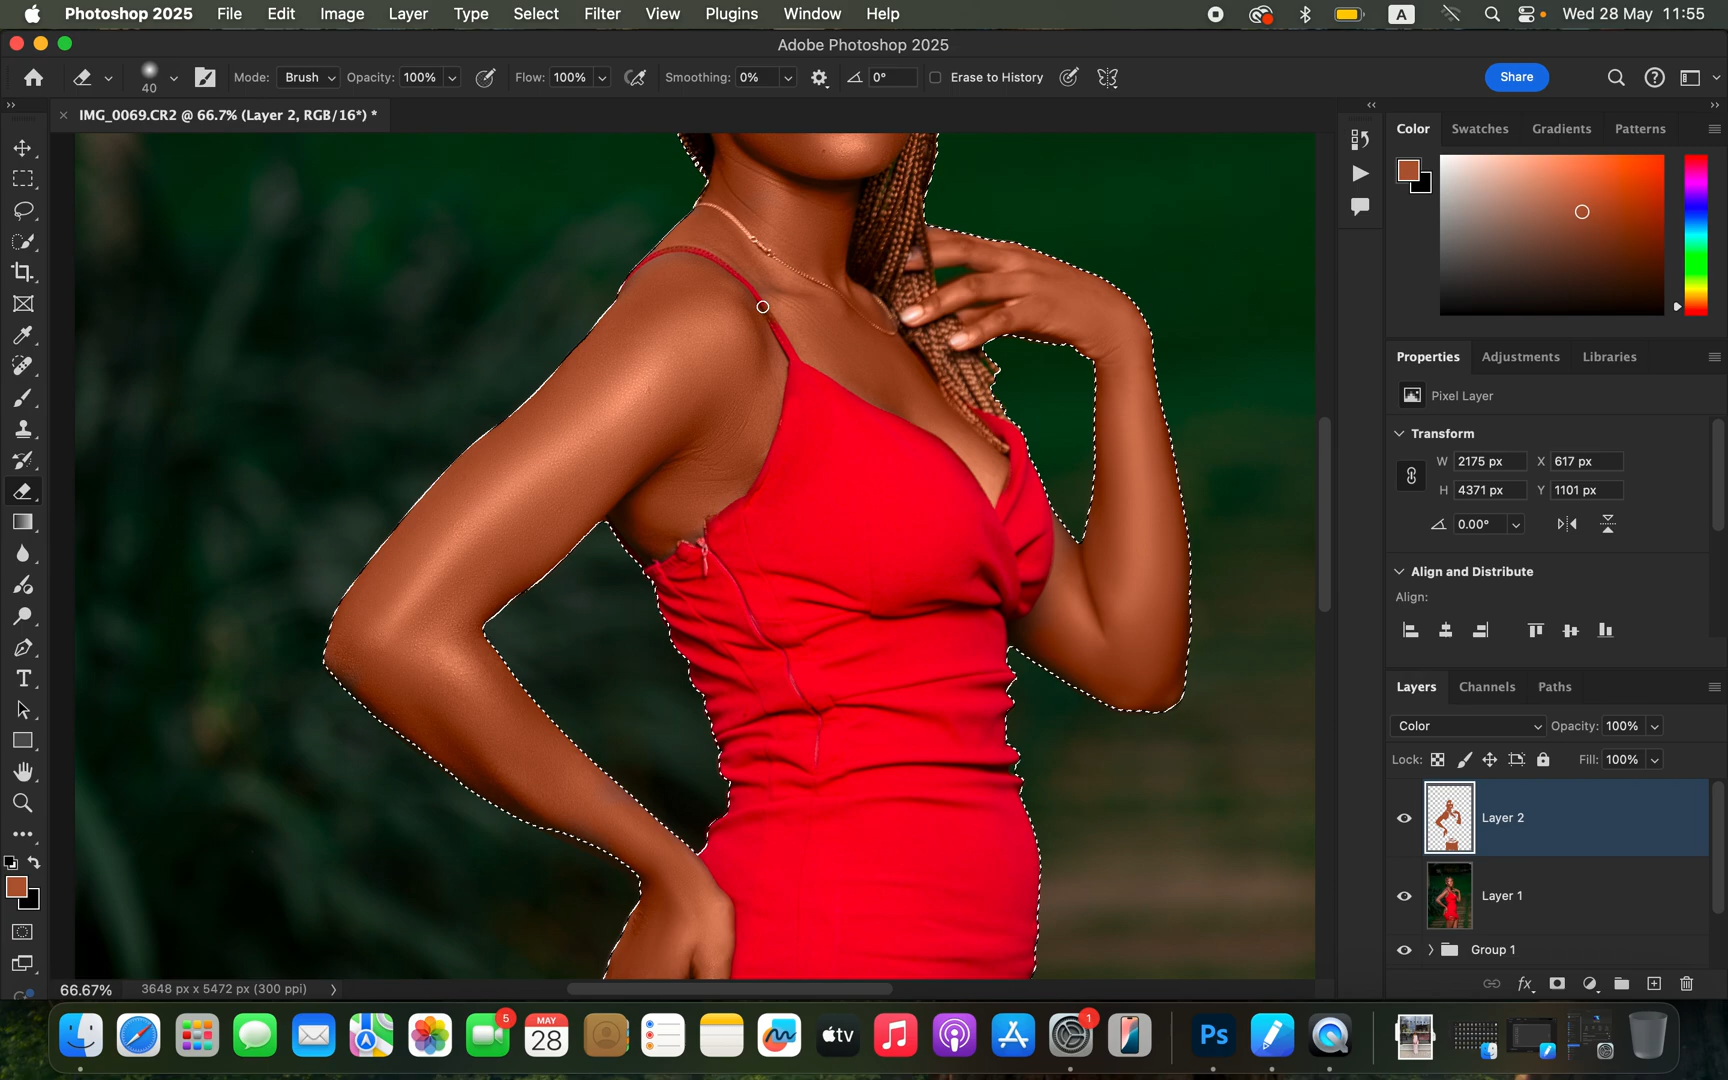 Photoshop 2025 File Edit Image Layer Type Select Filter View Plugins Window Help A Wed 28 May 11:55
Adobe Photoshop 2025
40 Mode: Brush Opacity: 100% Flow: 100% Smoothing: 0% 0° Erase to History Share
× IMG_0069.CR2 @ 66.7% (Layer 2, RGB/16*) *
Color Swatches Gradients Patterns
Properties Adjustments Libraries
Pixel Layer
Transform
W 2175 px X 617 px
H 4371 px Y 1101 px
0.00°
Align and Distribute
Align:
Layers Channels Paths
Color Opacity: 100%
Lock: Fill: 100%
Layer 2
Layer 1
Group 1
fx
66.67% 3648 px x 5472 px (300 ppi)
5 MAY 28 tv 1 Ps